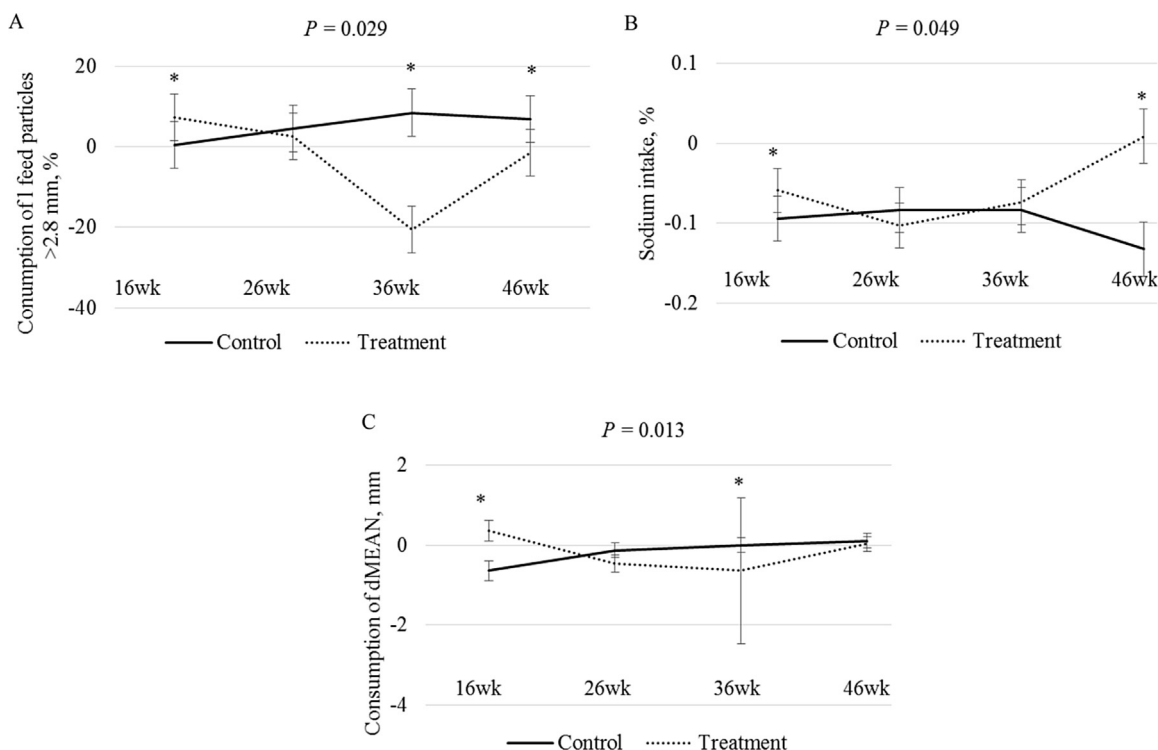 A
P = 0.029
Conumption of l feed particles
>2.8 mm, %
20
0
-20
-40
*
*
*
16wk
26wk
36wk
46wk
Control
Treatment
B
P = 0.049
Sodium intake, %
0.1
0
-0.1
-0.2
*
*
16wk
26wk
36wk
46wk
Control
Treatment
C
P = 0.013
Consumption of dMEAN, mm
2
0
-2
-4
*
*
16wk
26wk
36wk
46wk
Control
Treatment